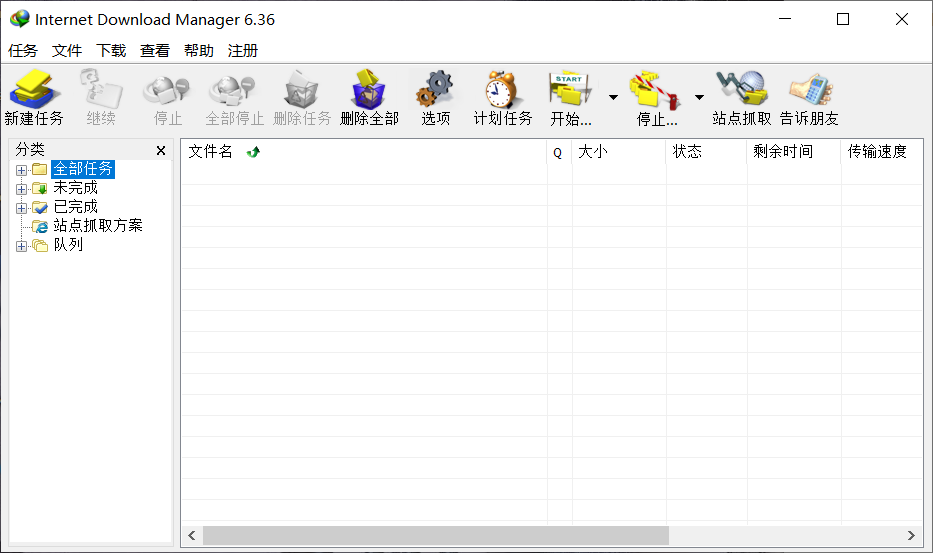 Internet Download Manager 6.36
任务 文件 下载 查看 帮助 注册
新建任务 继续 停止 全部停止 删除任务 删除全部 选项 计划任务 START 开始... 停止... 站点抓取 告诉朋友
分类
全部任务
未完成
已完成
站点抓取方案
队列
文件名 Q 大小 状态 剩余时间 传输速度